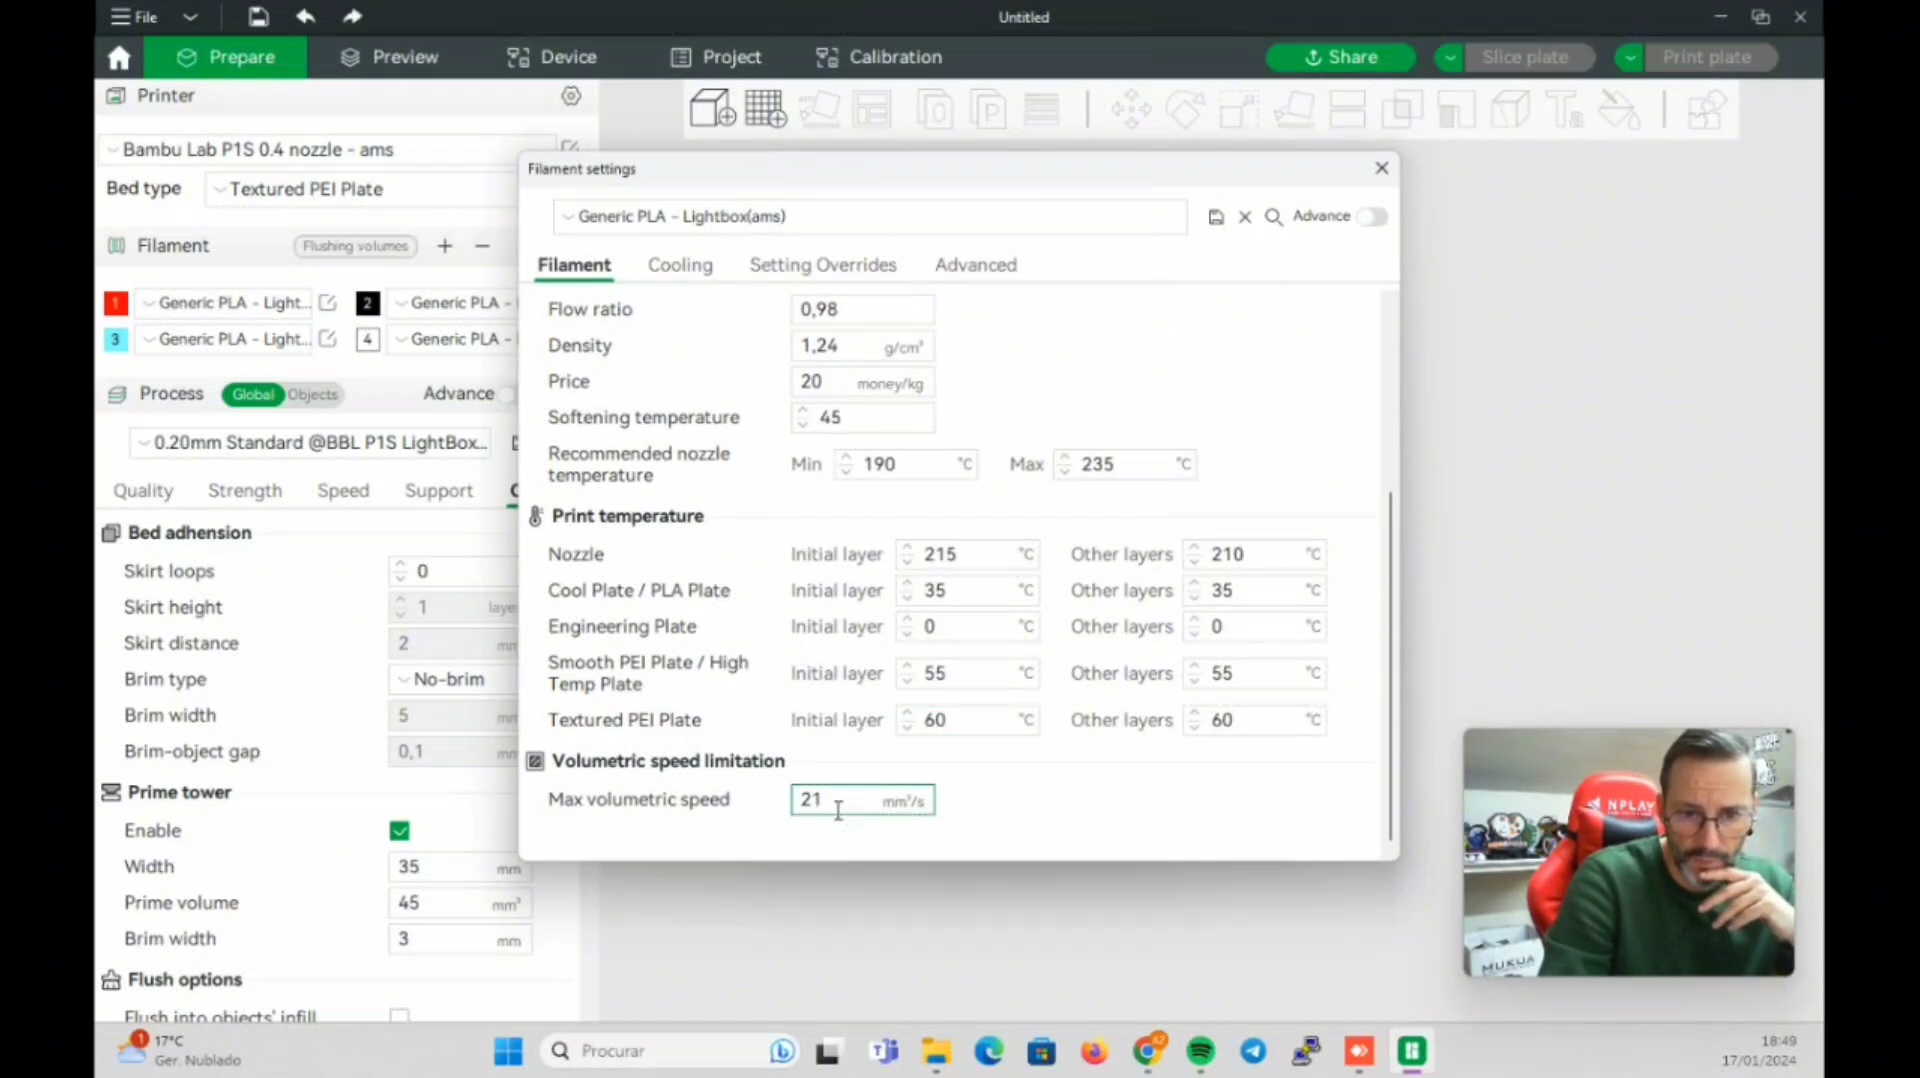 File
Untitled
Prepare
Preview
Device
Project
Calibration
Share
Slice plate
Print plate
Printer
Bambu Lab P1S 0.4 nozzle - ams
Bed type
Textured PEI Plate
Filament
Flushing volumes
+
-
1 Generic PLA - Light...
2 Generic PLA -
3 Generic PLA - Light...
4 Generic PLA -
Process
Global
Objects
Advance
0.20mm Standard @BBL P1S LightBox...
Quality
Strength
Speed
Support
Bed adhension
Skirt loops
0
Skirt height
1
Skirt distance
2
Brim type
No-brim
Brim width
5
Brim-object gap
0,1
Prime tower
Enable
Width
35 mm
Prime volume
45 mm³
Brim width
3 mm
Flush options
Flush into objects' infill
Filament settings
Generic PLA - Lightbox(ams)
Advance
Filament
Cooling
Setting Overrides
Advanced
Flow ratio
0,98
Density
1,24 g/cm³
Price
20 money/kg
Softening temperature
45
Recommended nozzle
temperature
Min 190 °C
Max 235 °C
Print temperature
Nozzle
Initial layer 215 °C
Other layers 210 °C
Cool Plate / PLA Plate
Initial layer 35 °C
Other layers 35 °C
Engineering Plate
Initial layer 0 °C
Other layers 0 °C
Smooth PEI Plate / High
Temp Plate
Initial layer 55 °C
Other layers 55 °C
Textured PEI Plate
Initial layer 60 °C
Other layers 60 °C
Volumetric speed limitation
Max volumetric speed
21 mm³/s
NPLAY
MUKUA
1
17°C
Ger. Nublado
Procurar
18:49
17/01/2024